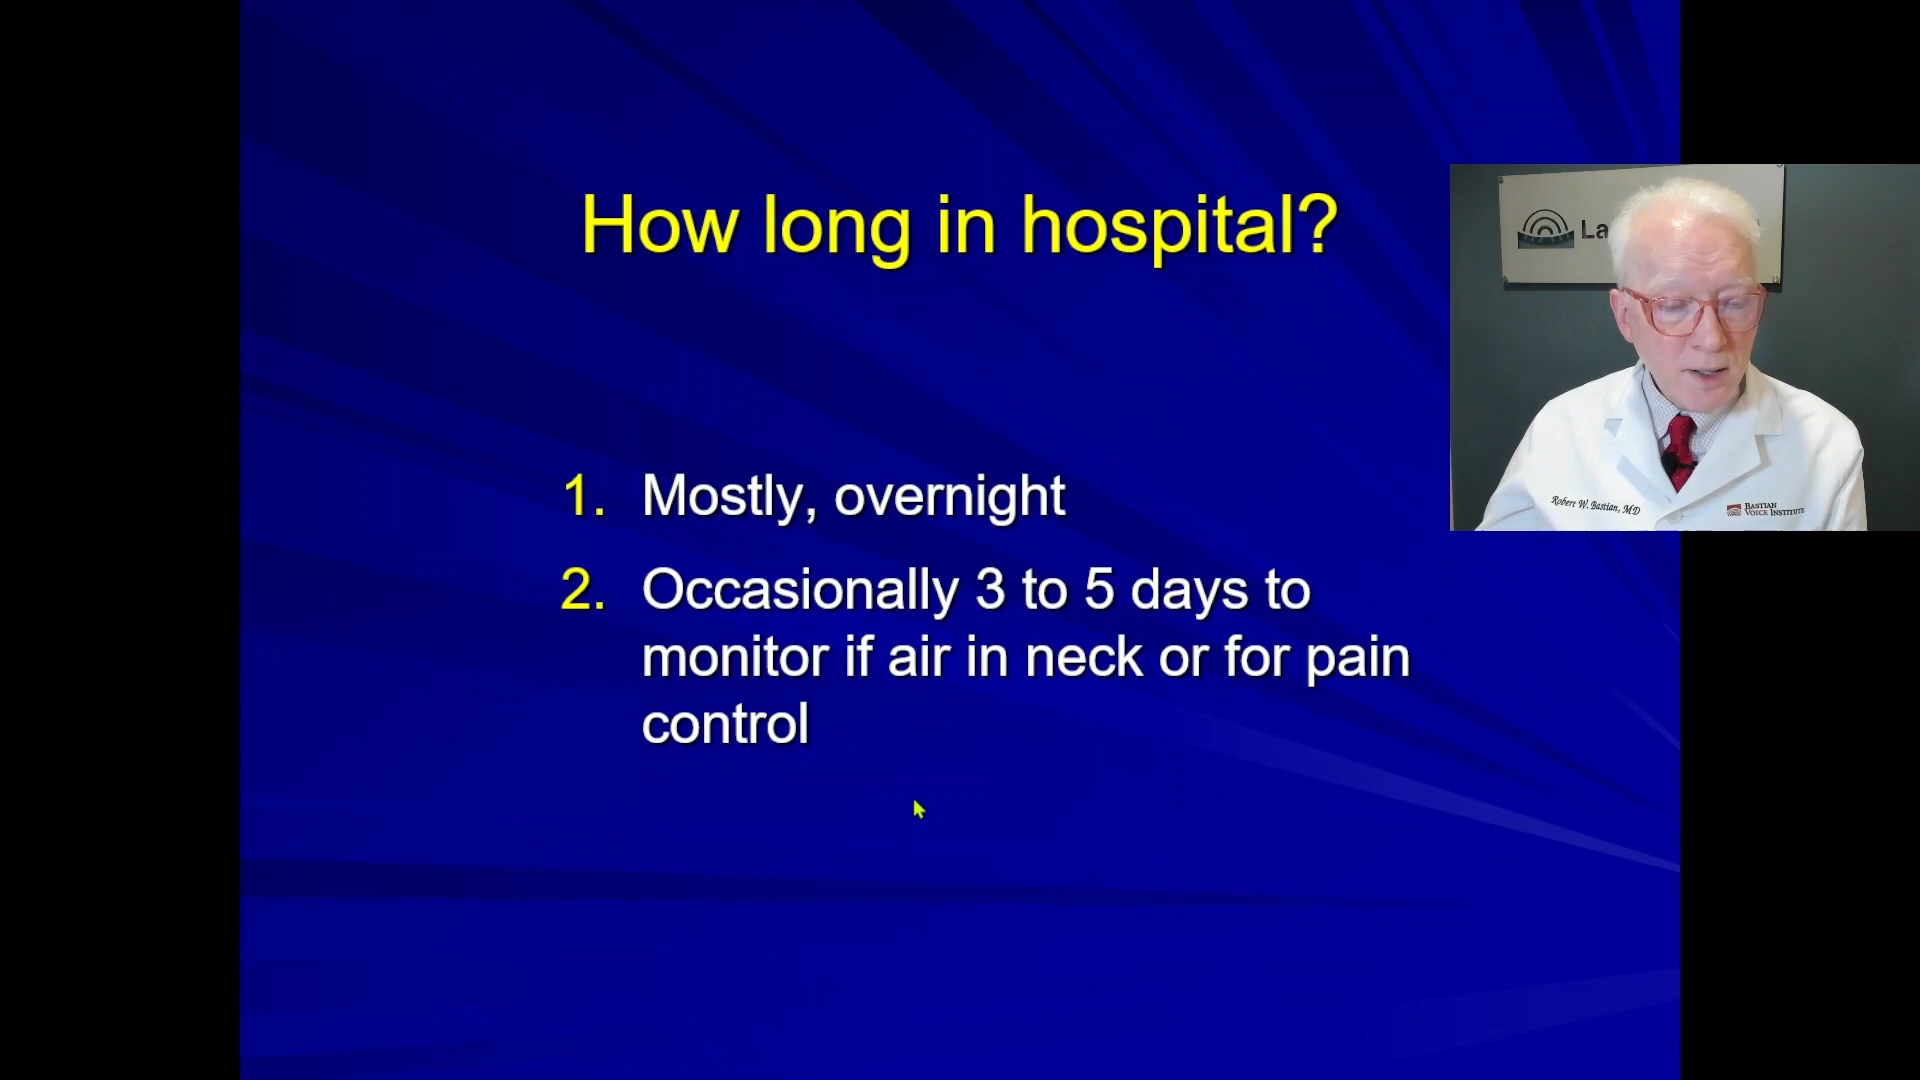 How long in hospital?
1. Mostly, overnight
2. Occasionally 3 to 5 days to
monitor if air in neck or for pain
control
La
Robert W. Bastian, MD
BASTIAN
VOICE INSTITUTE